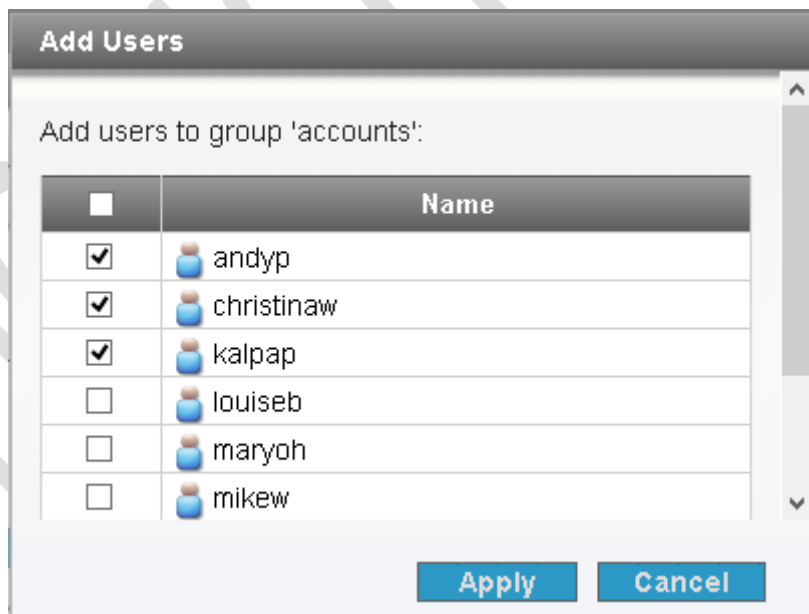 Add Users
Add users to group 'accounts':
Name
andyp
christinaw
kalpap
louiseb
maryoh
mikew
Apply Cancel